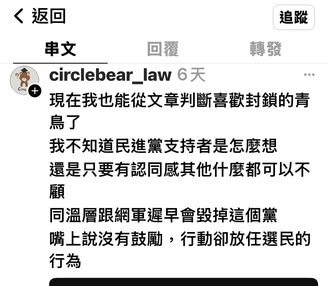 返回
追蹤
串文 回覆 轉發
circlebear_law 6天
現在我也能從文章判斷喜歡封鎖的青
鳥了
我不知道民進黨支持者是怎麼想
還是只要有認同感其他什麼都可以不
顧
同溫層跟網軍遲早會毀掉這個黨
嘴上說沒有鼓勵，行動卻放任選民的
行為